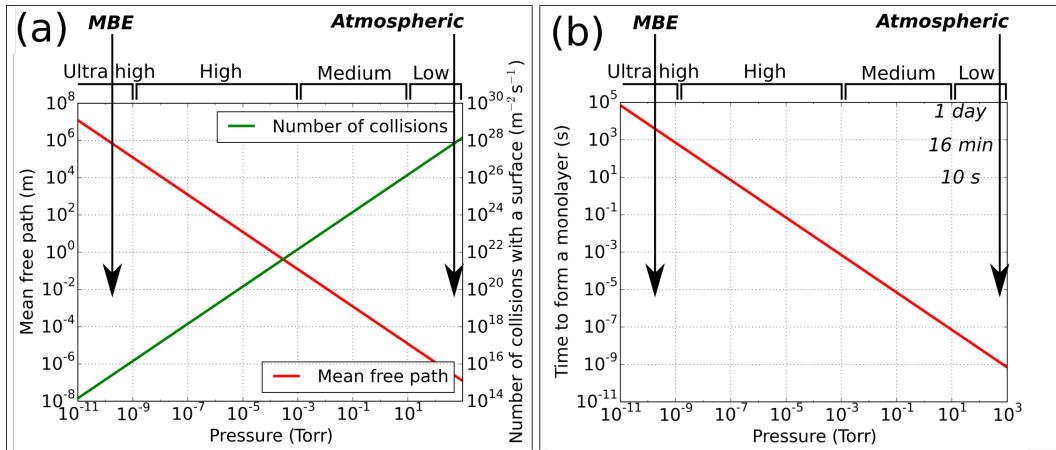 (a)
MBE
Atmospheric
Ultra high
High
Medium
Low
10^8
10^6
10^4
10^2
10^0
10^-2
10^-4
10^-6
10^-8
Mean free path (m)
Number of collisions
Mean free path
10^30
10^28
10^26
10^24
10^22
10^20
10^18
10^16
10^14
Number of collisions with a surface (m^−2 s^−1)
10^-11
10^-9
10^-7
10^-5
10^-3
10^-1
10^1
Pressure (Torr)
(b)
MBE
Atmospheric
Ultra high
High
Medium
Low
10^5
10^3
10^1
10^-1
10^-3
10^-5
10^-7
10^-9
10^-11
Time to form a monolayer (s)
1 day
16 min
10 s
10^-11
10^-9
10^-7
10^-5
10^-3
10^-1
10^1
10^3
Pressure (Torr)